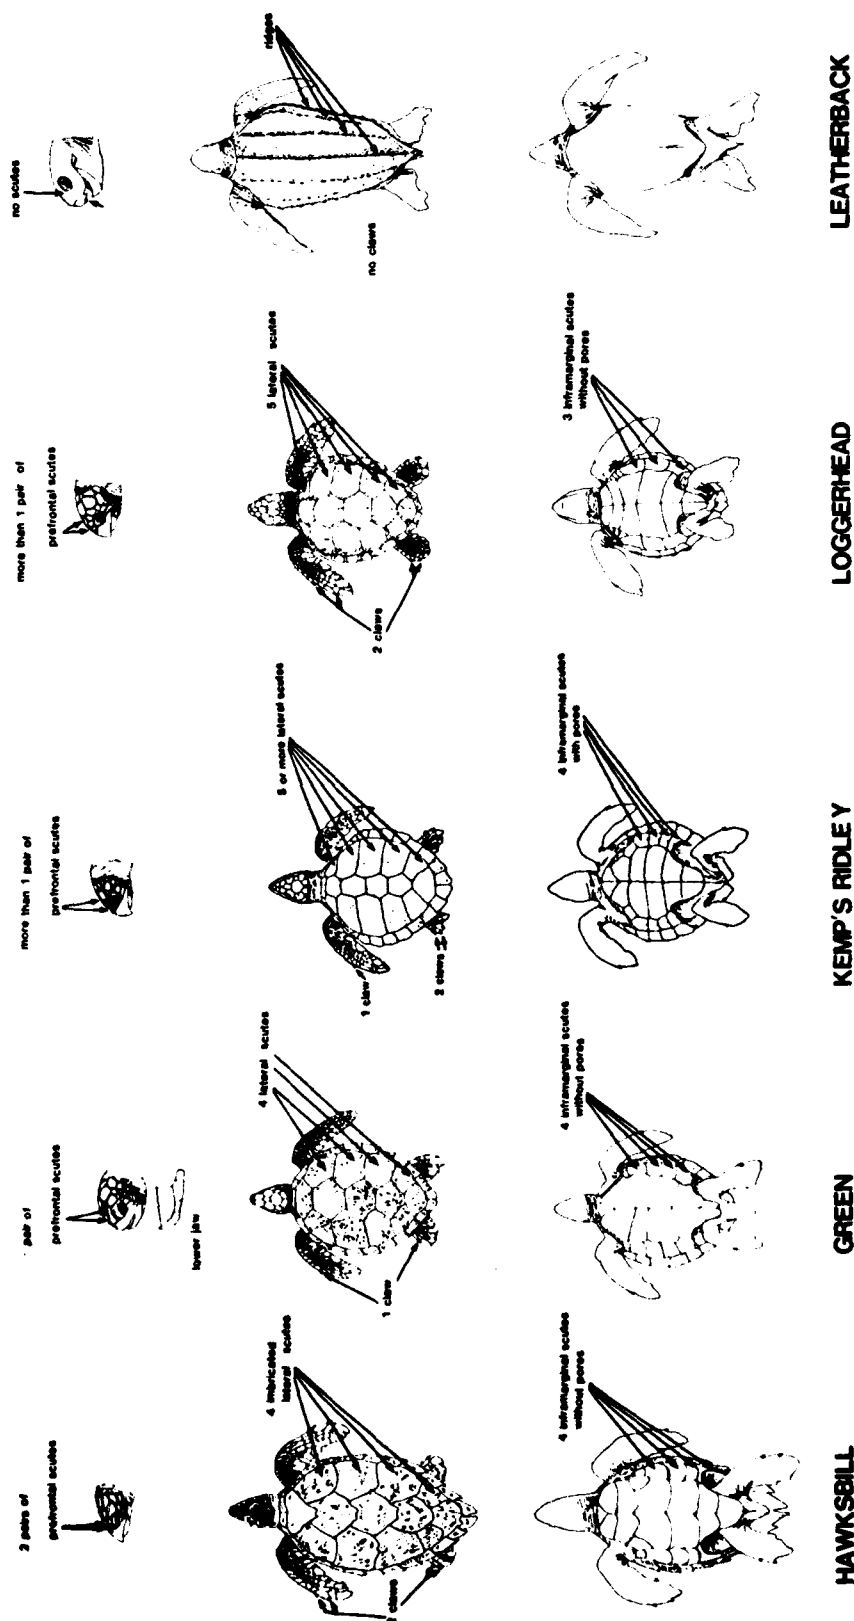 2 pairs of
prefrontal scutes
4 imbricated
lateral scutes
claws
4 inframarginal scutes
without pores
HAWKSBILL
pair of
prefrontal scutes
lower jaw
4 lateral scutes
1 claw
4 inframarginal scutes
without pores
GREEN
more than 1 pair of
prefrontal scutes
5 or more lateral scutes
1 claw
2 claws
4 inframarginal scutes
with pores
KEMP'S RIDLEY
more than 1 pair of
prefrontal scutes
5 lateral scutes
2 claws
3 inframarginal scutes
without pores
LOGGERHEAD
no scutes
ridges
no claws
LEATHERBACK